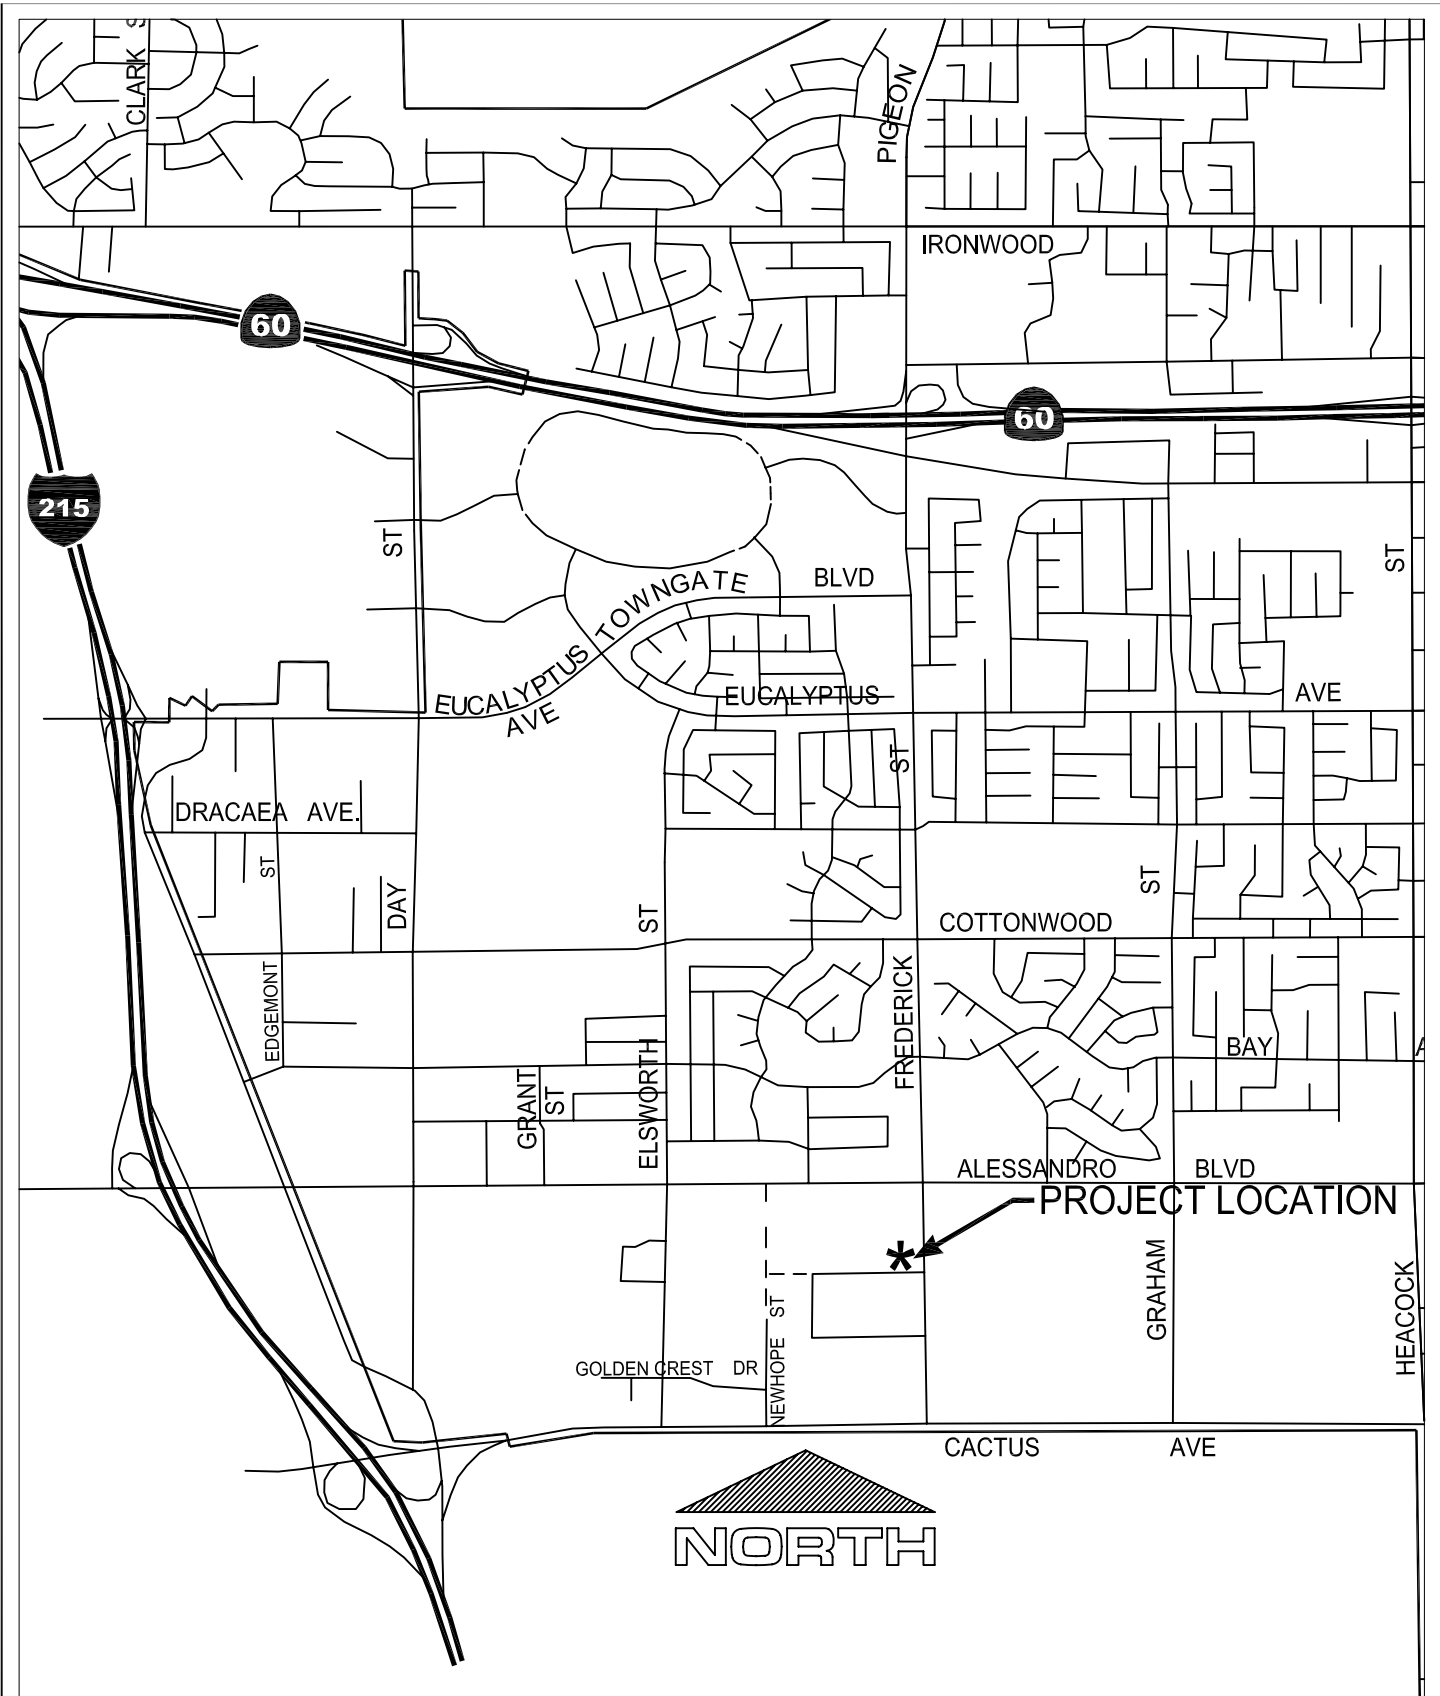 CLARK S
PIGEON
IRONWOOD
60
60
215
ST
ST
TOWNGATE BLVD
EUCALYPTUS
AVE
EUCALYPTUS AVE
ST
DRACAEA AVE.
ST
ST
DAY
ST
COTTONWOOD
EDGEMONT
FREDERICK
BAY A
GRANT
ST
ELSWORTH
ALESSANDRO BLVD
PROJECT LOCATION
*
GRAHAM
HEACOCK
NEWHOPE ST
GOLDEN CREST DR
CACTUS AVE
NORTH